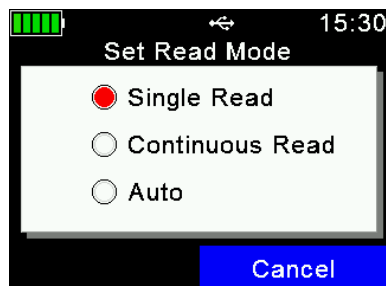 15:30
Set Read Mode
Single Read
Continuous Read
Auto
Cancel